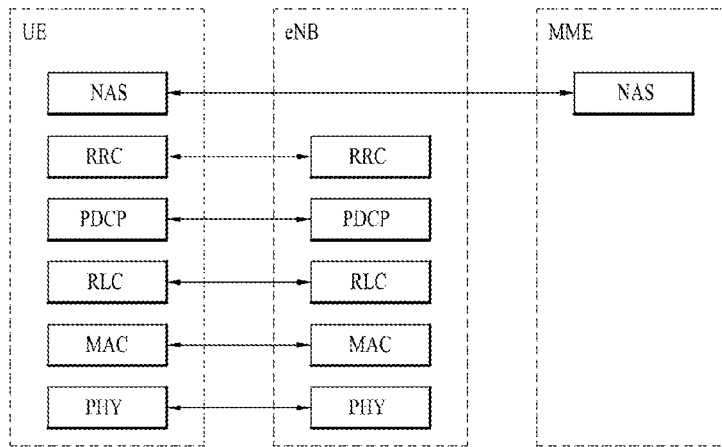 UE eNB MME
NAS NAS
RRC RRC
PDCP PDCP
RLC RLC
MAC MAC
PHY PHY